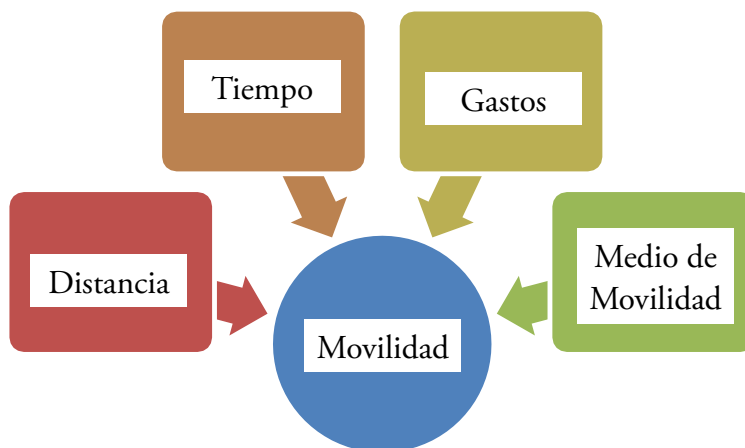 Tiempo
Gastos
Distancia
Medio de
Movilidad
Movilidad